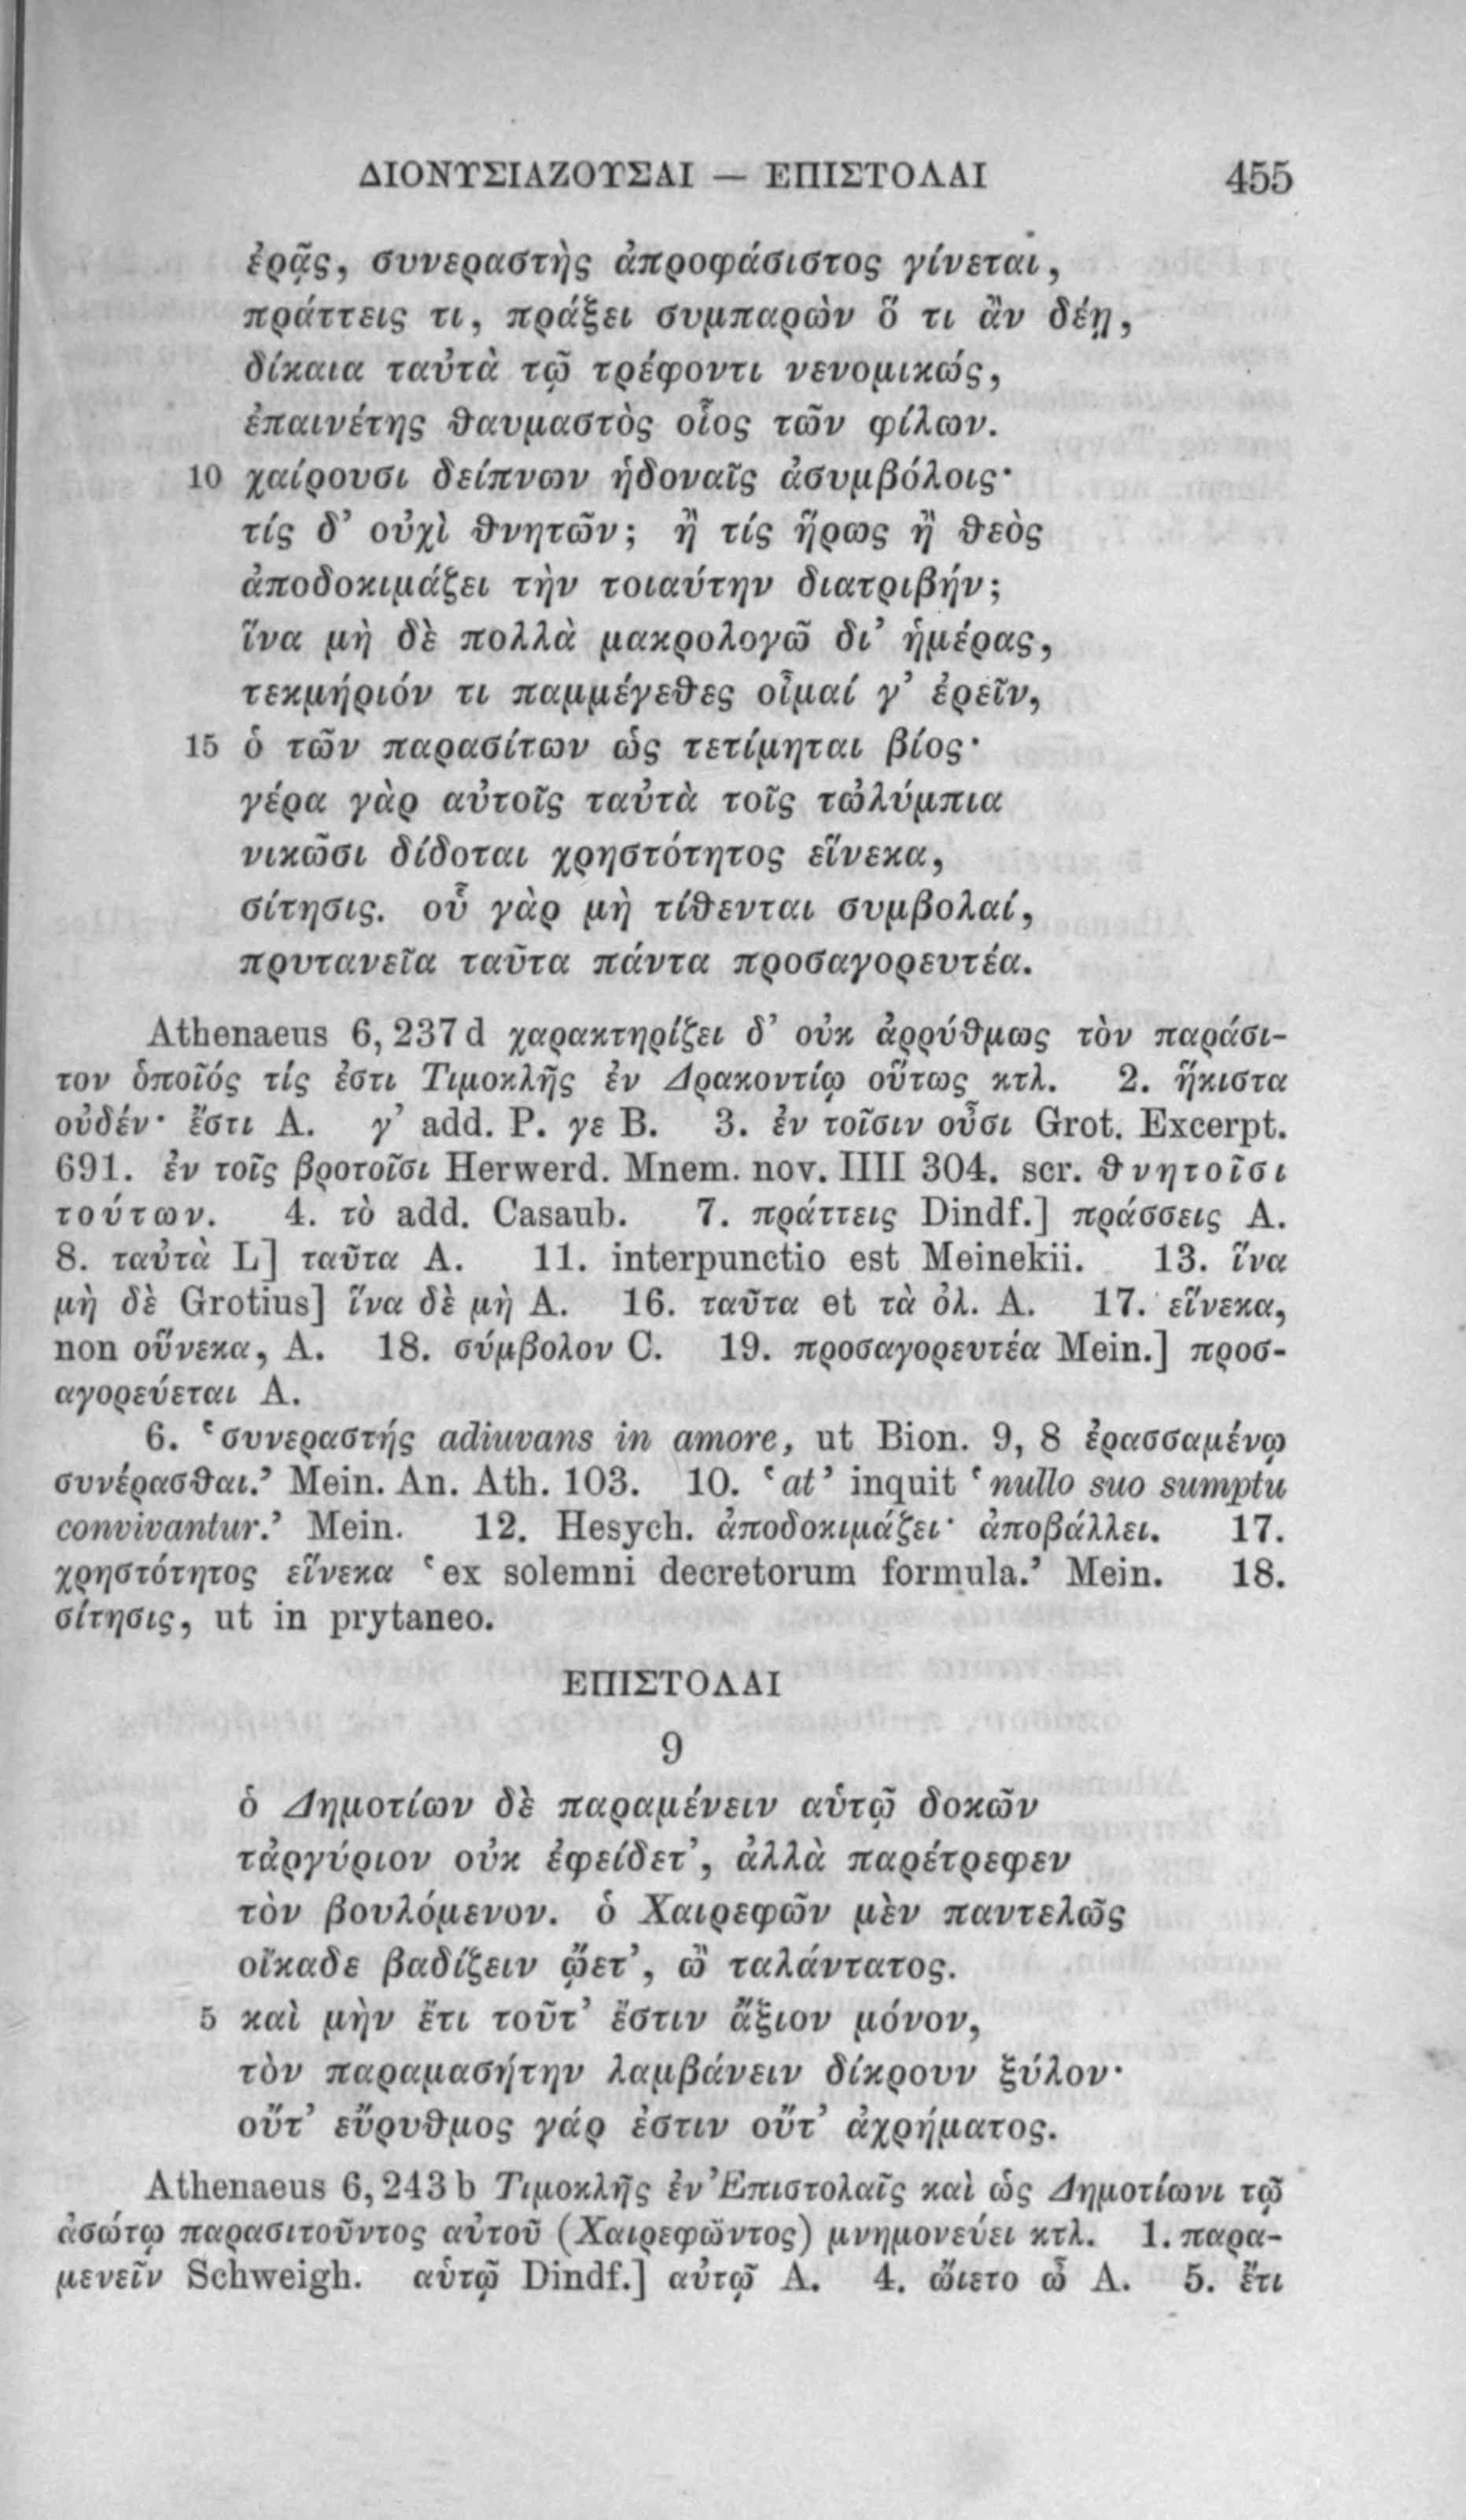 ΔΙΟΝΥΣΙΑΖΟΥΣΑΙ — ΕΠΙΣΤΟΛΑΙ 455
ἐρᾷς, συνεραστὴς ἀπροφάσιστος γίνεται,
πράττεις τι, πράξει συμπαρὼν ὅ τι ἂν δέῃ,
δίκαια ταὐτὰ τῷ τρέφοντι νενομικώς,
ἐπαινέτης θαυμαστὸς οἷος τῶν φίλων.
10 χαίρουσι δείπνων ἡδοναῖς ἀσυμβόλοις·
τίς δ’ οὐχὶ θνητῶν; ἢ τίς ἥρως ἢ θεὸς
ἀποδοκιμάζει τὴν τοιαύτην διατριβήν;
ἵνα μὴ δὲ πολλὰ μακρολογῶ δι’ ἡμέρας,
τεκμήριόν τι παμμέγεθες οἶμαί γ’ ἐρεῖν,
15 ὁ τῶν παρασίτων ὡς τετίμηται βίος·
γέρα γὰρ αὐτοῖς ταὐτὰ τοῖς τὠλύμπια
νικῶσι δίδοται χρηστότητος εἵνεκα,
σίτησις. οὗ γὰρ μὴ τίθενται συμβολαί,
πρυτανεῖα ταῦτα πάντα προσαγορευτέα.
Athenaeus 6, 237 d χαρακτηρίζει δ’ οὐκ ἀρρύθμως τὸν παράσι-
τον ὁποῖός τίς ἐστι Τιμοκλῆς ἐν Δρακοντίῳ οὕτως κτλ. 2. ἥκιστα
οὐδέν· ἔστι A. γ’ add. P. γε B. 3. ἐν τοῖσιν οὖσι Grot. Excerpt.
691. ἐν τοῖς βροτοῖσι Herwerd. Mnem. nov. IIII 304. scr. θνητοῖσι
τούτων. 4. τὸ add. Casaub. 7. πράττεις Dindf.] πράσσεις A.
8. ταὐτὰ L] ταῦτα A. 11. interpunctio est Meinekii. 13. ἵνα
μὴ δὲ Grotius] ἵνα δὲ μὴ A. 16. ταῦτα et τὰ ὀλ. A. 17. εἵνεκα,
non οὕνεκα, A. 18. σύμβολον C. 19. προσαγορευτέα Mein.] προσ-
αγορεύεται A.
6. ‘συνεραστής adiuvans in amore, ut Bion. 9, 8 ἐρασσαμένῳ
συνέρασθαι.’ Mein. An. Ath. 103. 10. ‘at’ inquit ‘nullo suo sumptu
convivantur.’ Mein. 12. Hesych. ἀποδοκιμάζει· ἀποβάλλει. 17.
χρηστότητος εἵνεκα ‘ex solemni decretorum formula.’ Mein. 18.
σίτησις, ut in prytaneo.
ΕΠΙΣΤΟΛΑΙ
9
ὁ Δημοτίων δὲ παραμένειν αὑτῷ δοκῶν
τἀργύριον οὐκ ἐφείδετ’, ἀλλὰ παρέτρεφεν
τὸν βουλόμενον. ὁ Χαιρεφῶν μὲν παντελῶς
οἴκαδε βαδίζειν ᾤετ’, ὢ ταλάντατος.
5 καὶ μὴν ἔτι τοῦτ’ ἔστιν ἄξιον μόνον,
τὸν παραμασήτην λαμβάνειν δίκρουν ξύλον·
οὔτ’ εὔρυθμος γάρ ἐστιν οὔτ’ ἀχρήματος.
Athenaeus 6, 243 b Τιμοκλῆς ἐν Ἐπιστολαῖς καὶ ὡς Δημοτίωνι τῷ
ἀσώτῳ παρασιτοῦντος αὐτοῦ (Χαιρεφῶντος) μνημονεύει κτλ. 1. παρα-
μενεῖν Schweigh. αὑτῷ Dindf.] αὐτῷ A. 4. ὤιετο ὦ A. 5. ἔτι